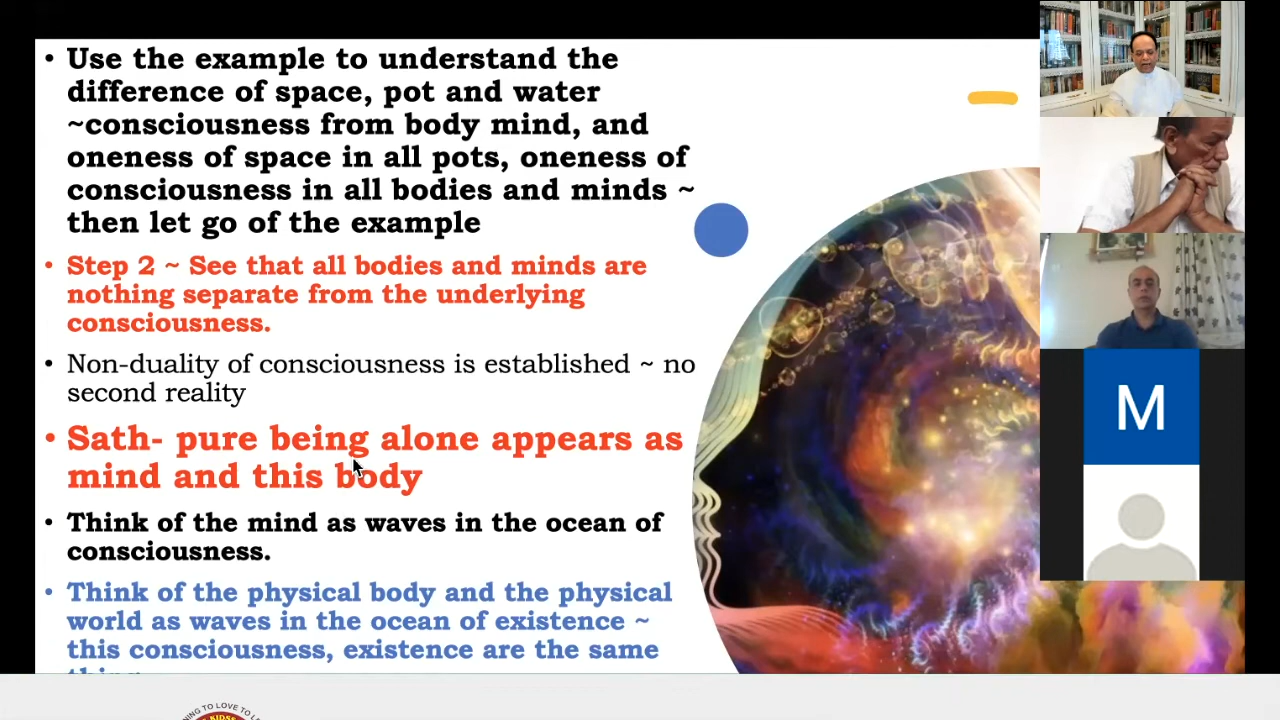 • Use the example to understand the
difference of space, pot and water
~consciousness from body mind, and
oneness of space in all pots, oneness of
consciousness in all bodies and minds ~
then let go of the example
• Step 2 ~ See that all bodies and minds are
nothing separate from the underlying
consciousness.
• Non-duality of consciousness is established ~ no
second reality
• Sath- pure being alone appears as
mind and this body
• Think of the mind as waves in the ocean of
consciousness.
• Think of the physical body and the physical
world as waves in the ocean of existence ~
this consciousness, existence are the same
M
TO LOVE TO